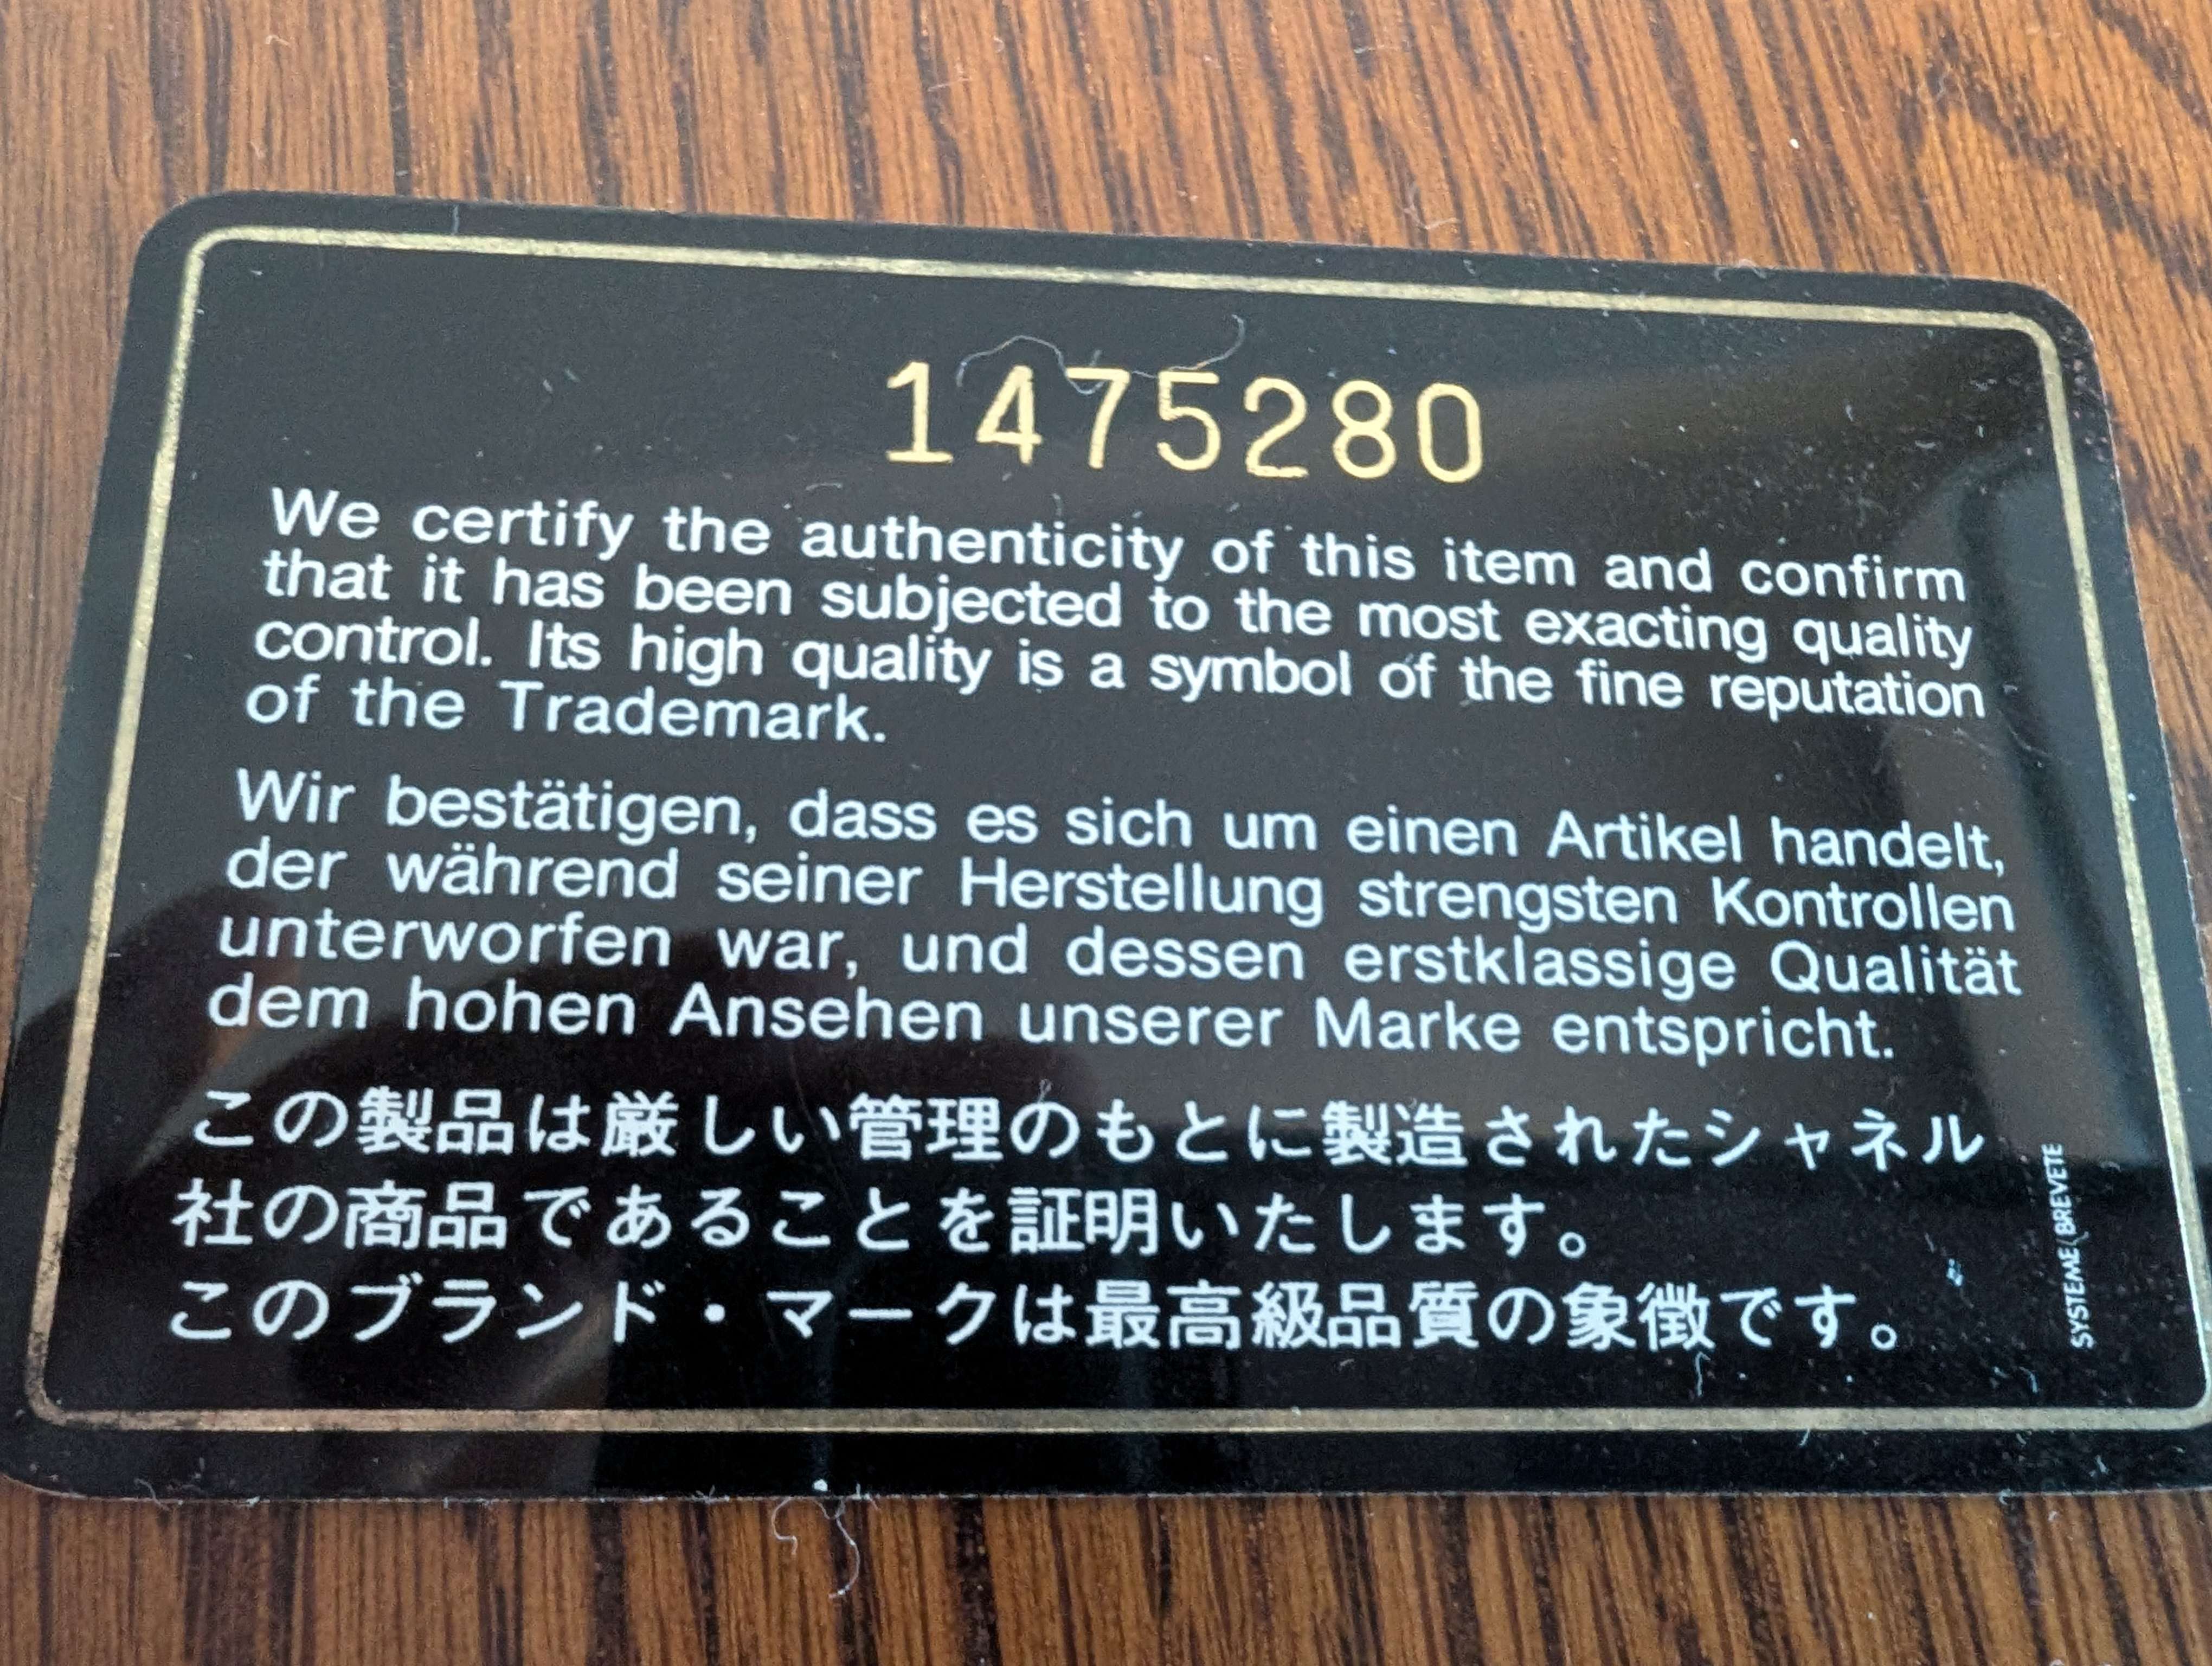 1475280
We certify the authenticity of this item and confirm
that it has been subjected to the most exacting quality
control. Its high quality is a symbol of the fine reputation
of the Trademark.
Wir bestätigen, dass es sich um einen Artikel handelt,
der während seiner Herstellung strengsten Kontrollen
unterworfen war, und dessen erstklassige Qualität
dem hohen Ansehen unserer Marke entspricht.
この製品は厳しい管理のもとに製造されたシャネル
社の商品であることを証明いたします。
このブランド・マークは最高級品質の象徴です。
SYSTEME BREVETE